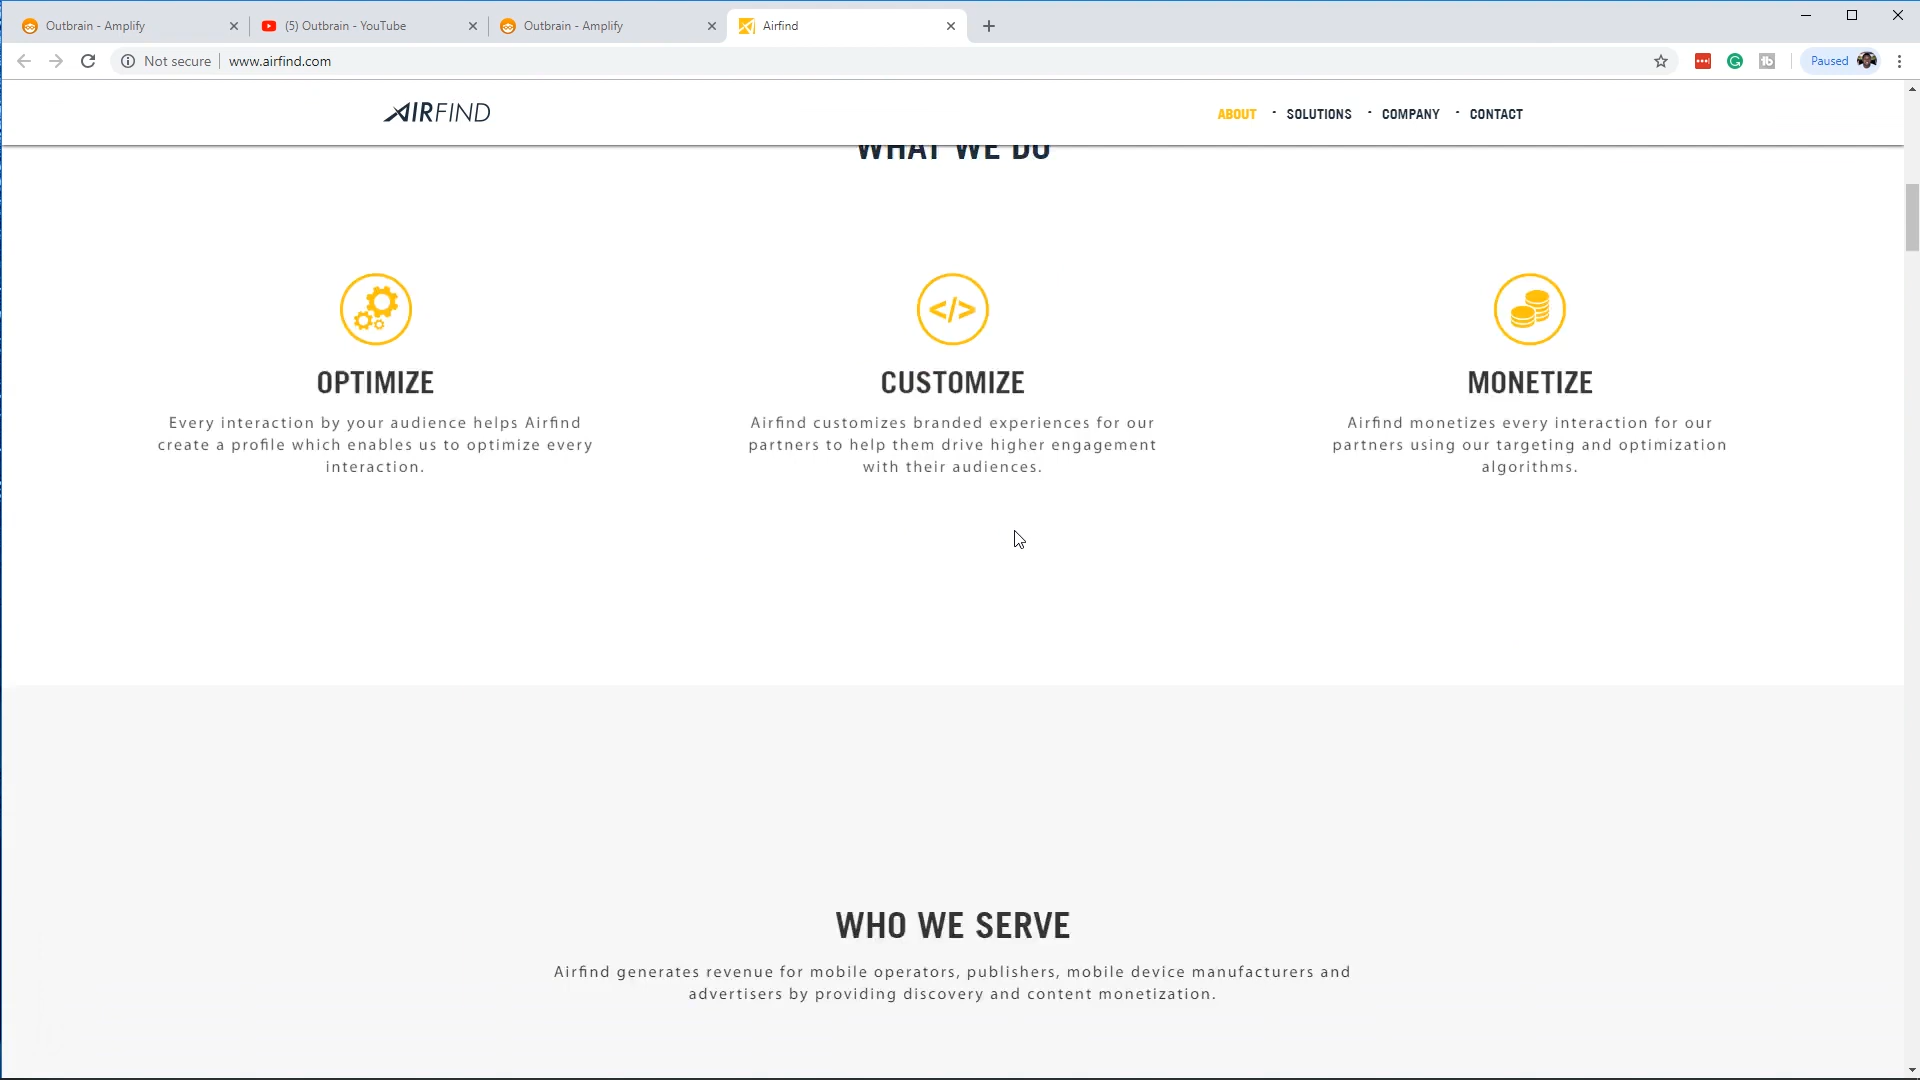 Outbrain - Amplify
(5) Outbrain - YouTube
Outbrain - Amplify
Airfind
Not secure
www.airfind.com
Paused
AIRFIND
ABOUT
SOLUTIONS
COMPANY
CONTACT
WHAT WE DO
OPTIMIZE
Every interaction by your audience helps Airfind
create a profile which enables us to optimize every
interaction.
</>
CUSTOMIZE
Airfind customizes branded experiences for our
partners to help them drive higher engagement
with their audiences.
MONETIZE
Airfind monetizes every interaction for our
partners using our targeting and optimization
algorithms.
WHO WE SERVE
Airfind generates revenue for mobile operators, publishers, mobile device manufacturers and
advertisers by providing discovery and content monetization.